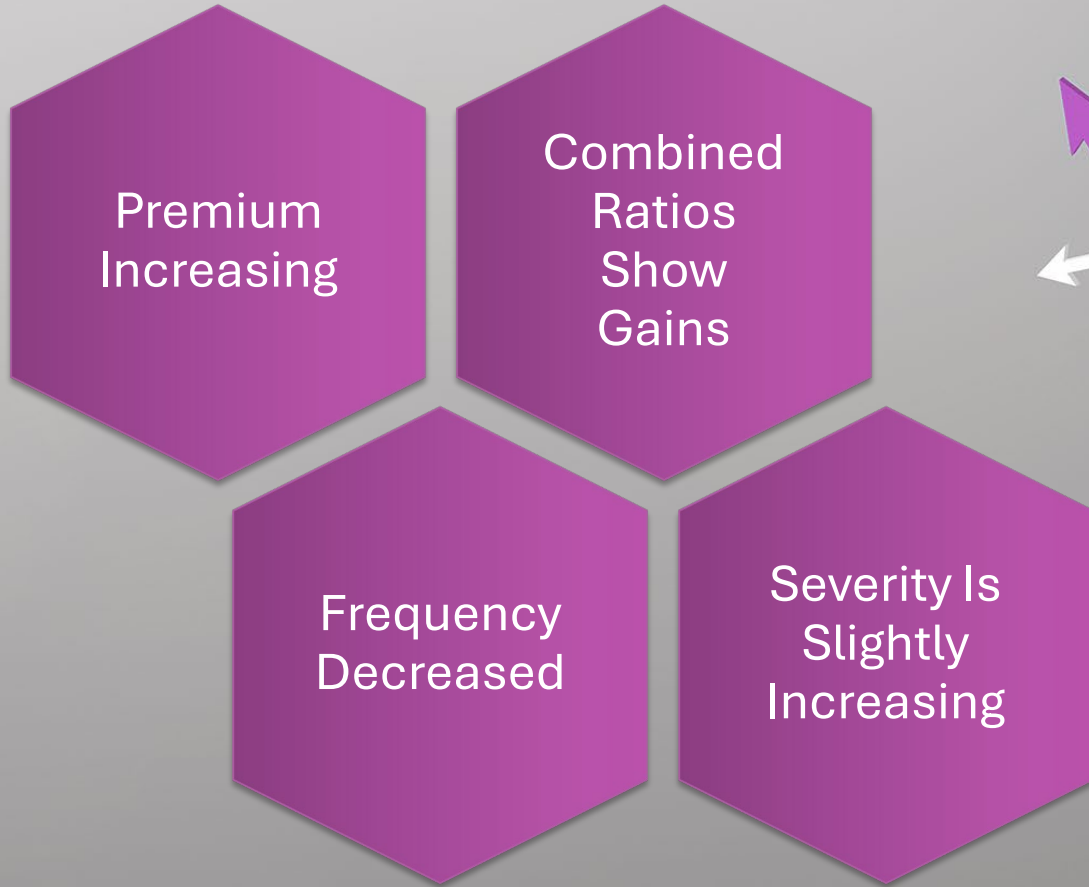 Premium
Increasing
Combined
Ratios
Show
Gains
Frequency
Decreased
Severity Is
Slightly
Increasing